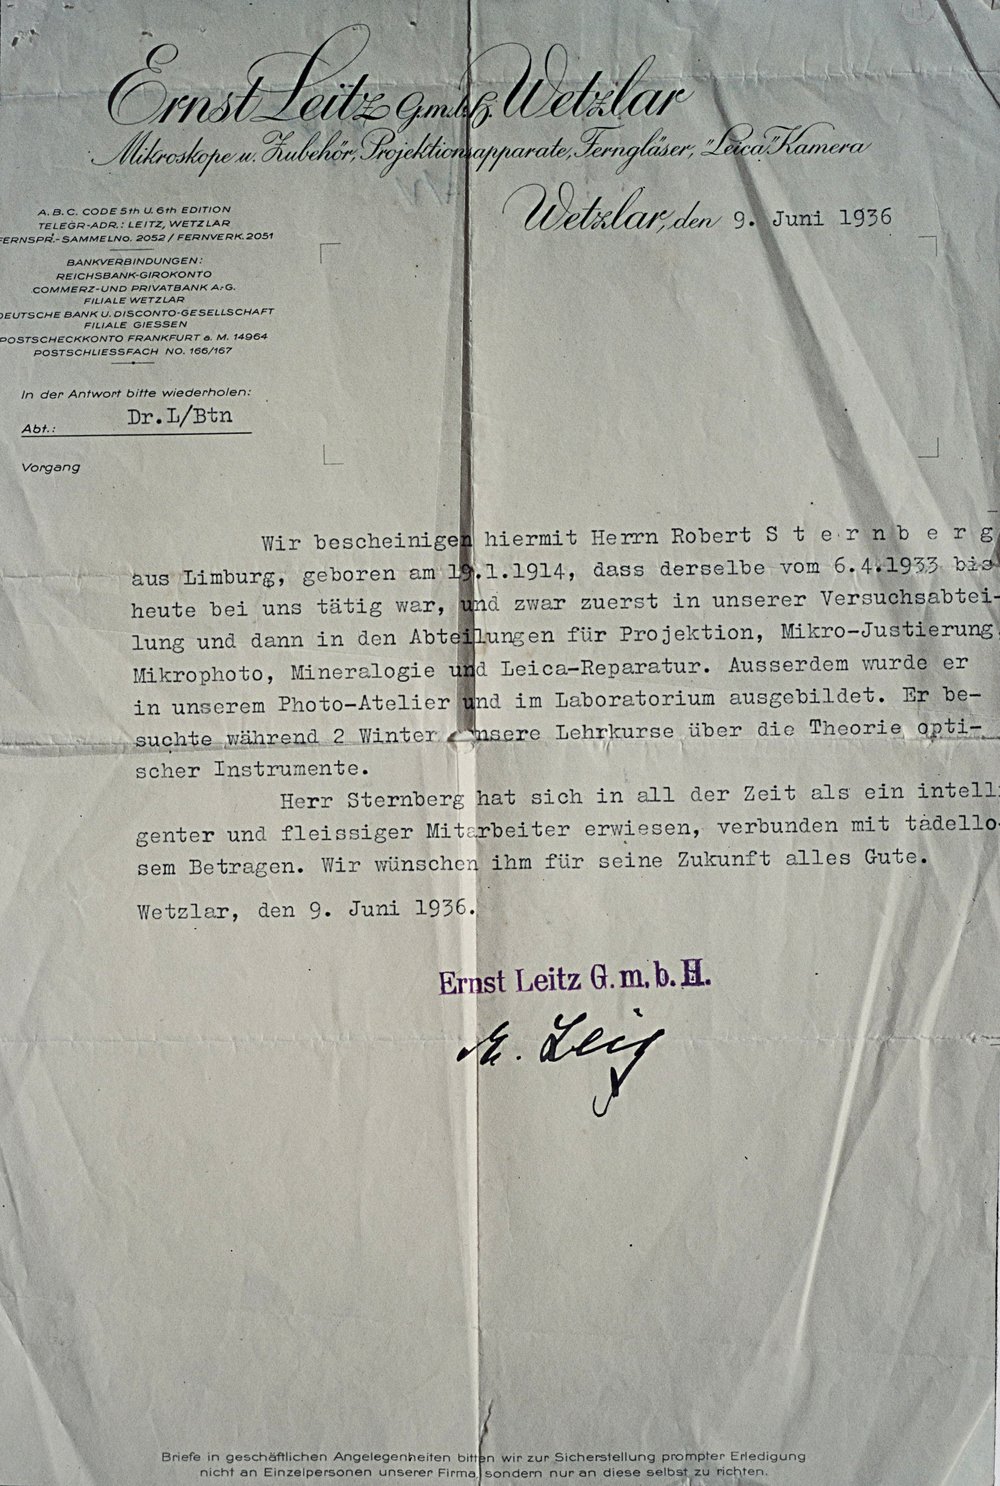 Ernst Leitz G.m.b.H. Wetzlar
Mikroskope u. Zubehör, Projektionsapparate, Ferngläser, "Leica" Kamera
Wetzlar, den 9. Juni 1936
A.B.C. CODE 5th U. 6th EDITION
TELEGR.-ADR.: LEITZ, WETZLAR
FERNSPR.-SAMMELNO. 2052 / FERNVERK. 2051
BANKVERBINDUNGEN:
REICHSBANK-GIROKONTO
COMMERZ-UND PRIVATBANK A.-G.
FILIALE WETZLAR
DEUTSCHE BANK U. DISCONTO-GESELLSCHAFT
FILIALE GIESSEN
POSTSCHECKKONTO FRANKFURT a. M. 14964
POSTSCHLIESSFACH NO. 166/167
In der Antwort bitte wiederholen:
Abt.: Dr.L/Btn
Vorgang
Wir bescheinigen hiermit Herrn Robert S t e r n b e r g
aus Limburg, geboren am 19.1.1914, dass derselbe vom 6.4.1933 bis
heute bei uns tätig war, und zwar zuerst in unserer Versuchsabtei-
lung und dann in den Abteilungen für Projektion, Mikro-Justierung,
Mikrophoto, Mineralogie und Leica-Reparatur. Ausserdem wurde er
in unserem Photo-Atelier und im Laboratorium ausgebildet. Er be-
suchte während 2 Winter unsere Lehrkurse über die Theorie opti-
scher Instrumente.
Herr Sternberg hat sich in all der Zeit als ein intelli
genter und fleissiger Mitarbeiter erwiesen, verbunden mit tadello-
sem Betragen. Wir wünschen ihm für seine Zukunft alles Gute.
Wetzlar, den 9. Juni 1936.
Ernst Leitz G.m.b.H.
Briefe in geschäftlichen Angelegenheiten bitten wir zur Sicherstellung prompter Erledigung
nicht an Einzelpersonen unserer Firma, sondern nur an diese selbst zu richten.